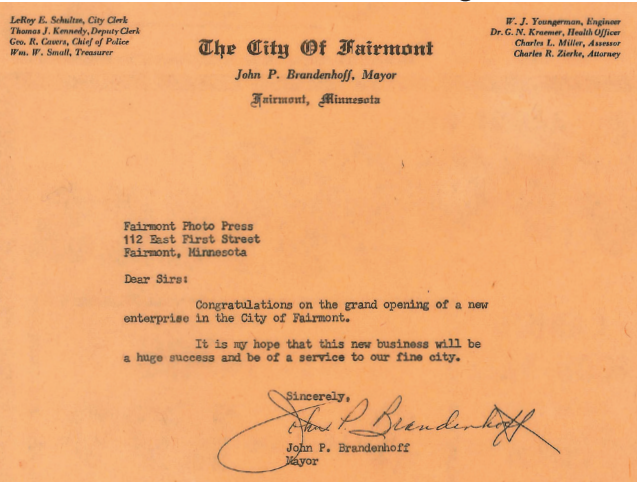 LeRoy E. Schultze, City Clerk
Thomas J. Kennedy, Deputy Clerk
Geo. R. Cavers, Chief of Police
Wm. W. Small, Treasurer
W. J. Youngerman, Engineer
Dr. G. N. Kraemer, Health Officer
Charles L. Miller, Assessor
Charles R. Zierke, Attorney
The City Of Fairmont
John P. Brandenhoff, Mayor
Fairmont, Minnesota
Fairmont Photo Press
112 East First Street
Fairmont, Minnesota
Dear Sirs:
Congratulations on the grand opening of a new
enterprise in the City of Fairmont.
It is my hope that this new business will be
a huge success and be of a service to our fine city.
Sincerely,
John P Brandenhoff
John P. Brandenhoff
Mayor